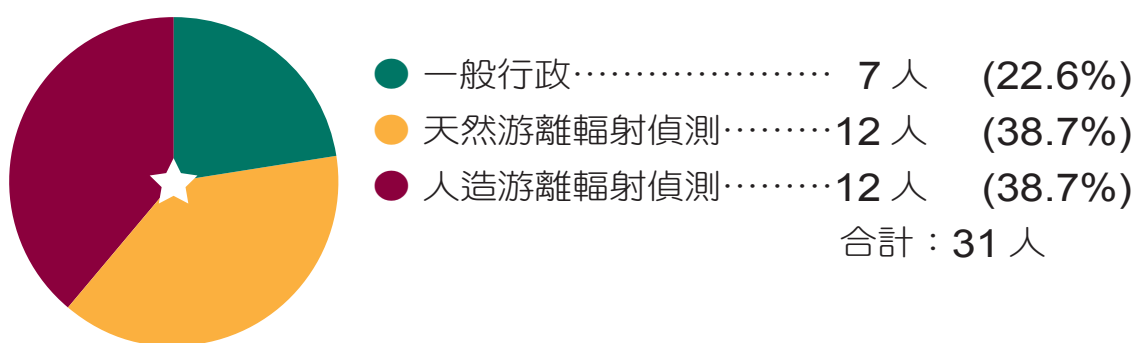 一般行政………………… 7 人 (22.6%)
天然游離輻射偵測………12 人 (38.7%)
人造游離輻射偵測………12 人 (38.7%)
合計：31 人